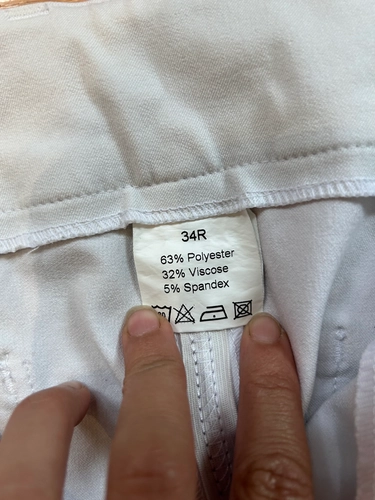 34R
63% Polyester
32% Viscose
5% Spandex